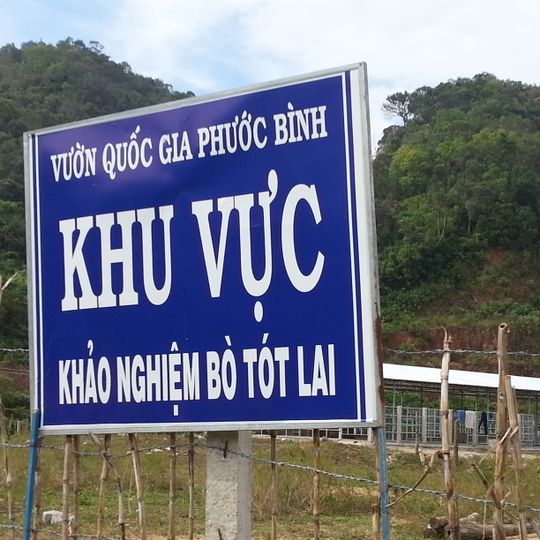 VƯỜN QUỐC GIA PHƯỚC BÌNH
KHU VỰC
KHẢO NGHIỆM BÒ TÓT LAI